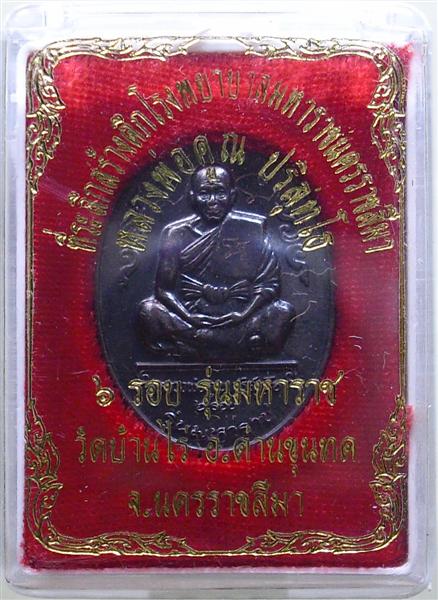 ที่ระลึกสร้างตึกโรงพยาบาลมหาราชนครราชสีมา
หลวงพ่อคูณ ปริสุทฺโธ
๖ รอบ รุ่นมหาราช
วัดบ้านไร่ อ.ด่านขุนทด
จ.นครราชสีมา